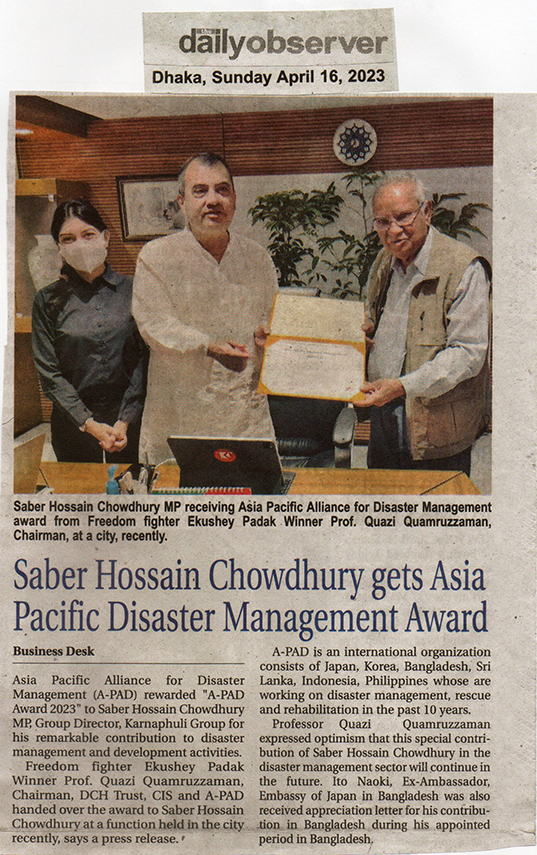 the
dailyobserver
Dhaka, Sunday April 16, 2023
Saber Hossain Chowdhury MP receiving Asia Pacific Alliance for Disaster Management
award from Freedom fighter Ekushey Padak Winner Prof. Quazi Quamruzzaman,
Chairman, at a city, recently.
Saber Hossain Chowdhury gets Asia
Pacific Disaster Management Award
Business Desk
Asia Pacific Alliance for Disaster
Management (A-PAD) rewarded "A-PAD
Award 2023" to Saber Hossain Chowdhury
MP, Group Director, Karnaphuli Group for
his remarkable contribution to disaster
management and development activities.
Freedom fighter Ekushey Padak
Winner Prof. Quazi Quamruzzaman,
Chairman, DCH Trust, CIS and A-PAD
handed over the award to Saber Hossain
Chowdhury at a function held in the city
recently, says a press release.
A-PAD is an international organization
consists of Japan, Korea, Bangladesh, Sri
Lanka, Indonesia, Philippines whose are
working on disaster management, rescue
and rehabilitation in the past 10 years.
Professor Quazi Quamruzzaman
expressed optimism that this special contri-
bution of Saber Hossain Chowdhury in the
disaster management sector will continue in
the future. Ito Naoki, Ex-Ambassador,
Embassy of Japan in Bangladesh was also
received appreciation letter for his contribu-
tion in Bangladesh during his appointed
period in Bangladesh.